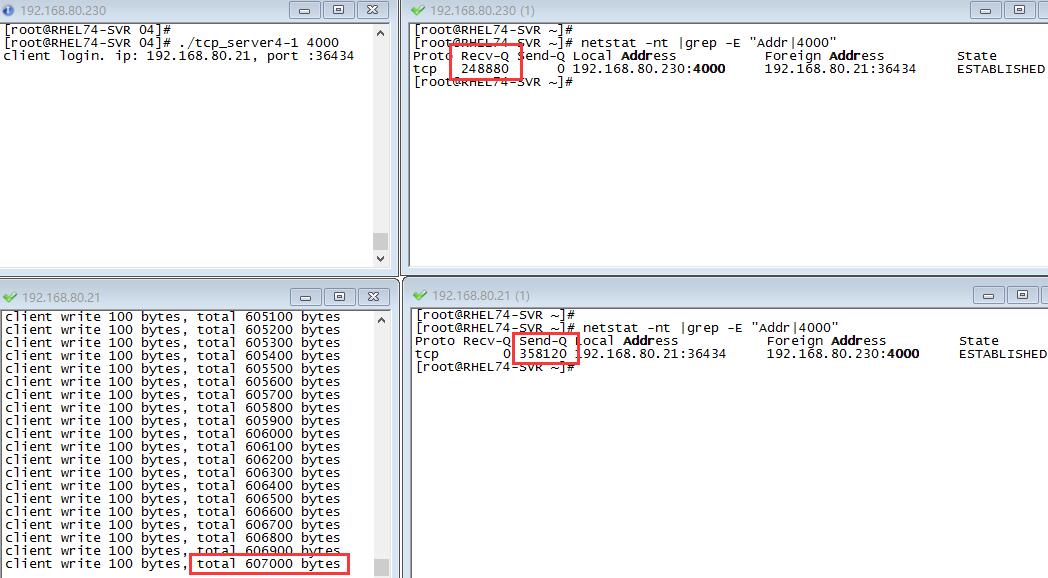 192.168.80.230
[root@RHEL74-SVR 04]#
[root@RHEL74-SVR 04]# ./tcp_server4-1 4000
client login. ip: 192.168.80.21, port :36434
192.168.80.230 (1)
[root@RHEL74-SVR ~]#
[root@RHEL74-SVR ~]# netstat -nt |grep -E "Addr|4000"
Proto Recv-Q Send-Q Local Address Foreign Address State
tcp 248880 0 192.168.80.230:4000 192.168.80.21:36434 ESTABLISHED
[root@RHEL74-SVR ~]#
192.168.80.21
client write 100 bytes, total 605100 bytes
client write 100 bytes, total 605200 bytes
client write 100 bytes, total 605300 bytes
client write 100 bytes, total 605400 bytes
client write 100 bytes, total 605500 bytes
client write 100 bytes, total 605600 bytes
client write 100 bytes, total 605700 bytes
client write 100 bytes, total 605800 bytes
client write 100 bytes, total 605900 bytes
client write 100 bytes, total 606000 bytes
client write 100 bytes, total 606100 bytes
client write 100 bytes, total 606200 bytes
client write 100 bytes, total 606300 bytes
client write 100 bytes, total 606400 bytes
client write 100 bytes, total 606500 bytes
client write 100 bytes, total 606600 bytes
client write 100 bytes, total 606700 bytes
client write 100 bytes, total 606800 bytes
client write 100 bytes, total 606900 bytes
client write 100 bytes, total 607000 bytes
192.168.80.21 (1)
[root@RHEL74-SVR ~]#
[root@RHEL74-SVR ~]# netstat -nt |grep -E "Addr|4000"
Proto Recv-Q Send-Q Local Address Foreign Address State
tcp 0 358120 192.168.80.21:36434 192.168.80.230:4000 ESTABLISHED
[root@RHEL74-SVR ~]#